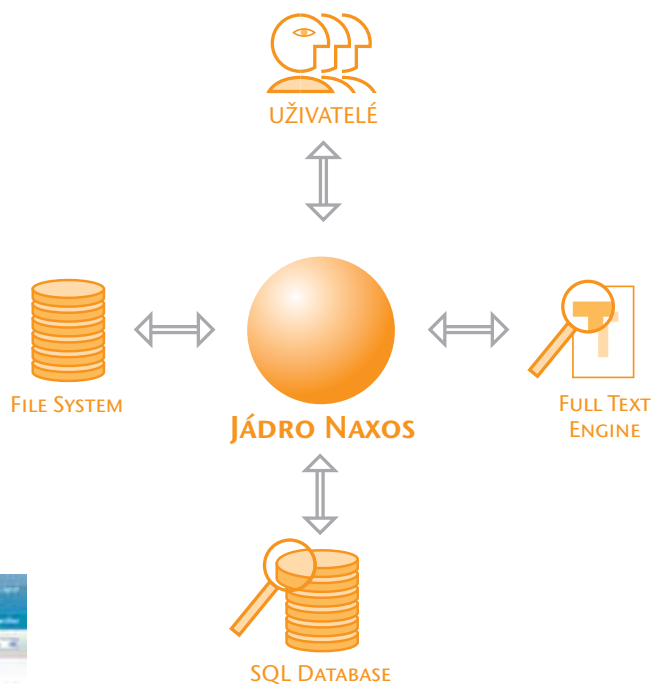 UŽIVATELÉ
FILE SYSTEM
JÁDRO NAXOS
FULL TEXT
ENGINE
SQL DATABASE